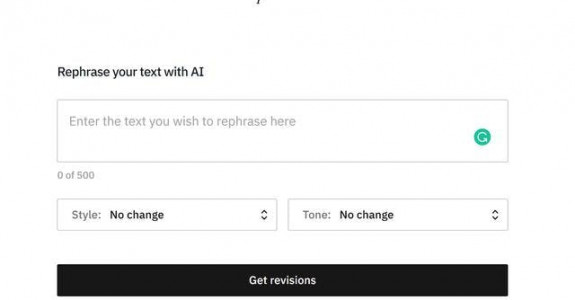 Rephrase your text with AI
Enter the text you wish to rephrase here
0 of 500
Style: No change
Tone: No change
Get revisions